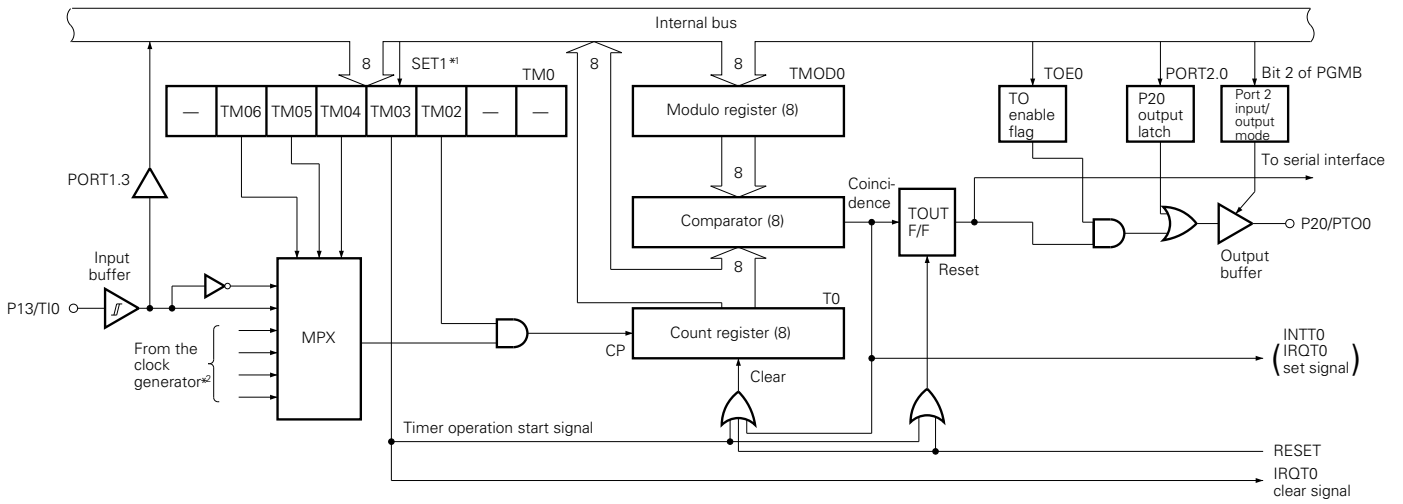 Internal bus
8
SET1 *1
TM0
8
8
TMOD0
TOE0
PORT2.0
Bit 2 of PGMB
— TM06 TM05 TM04 TM03 TM02 — —
Modulo register (8)
TO
enable
flag
P20
output
latch
Port 2
input/
output
mode
PORT1.3
8
To serial interface
Coinci-
dence
Comparator (8)
TOUT
F/F
P20/PTO0
Input
buffer
8
Reset
Output
buffer
P13/TI0
T0
MPX
Count register (8)
CP
From the
clock
generator*2
Clear
INTT0
IRQT0
set signal
Timer operation start signal
RESET
IRQT0
clear signal